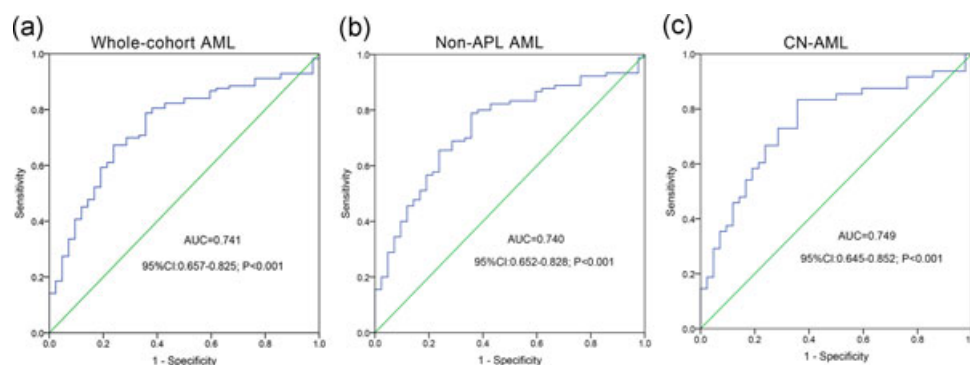 (a)
Whole-cohort AML
1.0
0.8
0.6
0.4
0.2
0.0
Sensitivity
AUC=0.741
95%CI:0.657-0.825; P<0.001
0.0 0.2 0.4 0.6 0.8 1.0
1 - Specificity
(b)
Non-APL AML
1.0
0.8
0.6
0.4
0.2
0.0
Sensitivity
AUC=0.740
95%CI:0.652-0.828; P<0.001
0.0 0.2 0.4 0.6 0.8 1.0
1 - Specificity
(c)
CN-AML
1.0
0.8
0.6
0.4
0.2
0.0
Sensitivity
AUC=0.749
95%CI:0.645-0.852; P<0.001
0.0 0.2 0.4 0.6 0.8
1 - Specificity